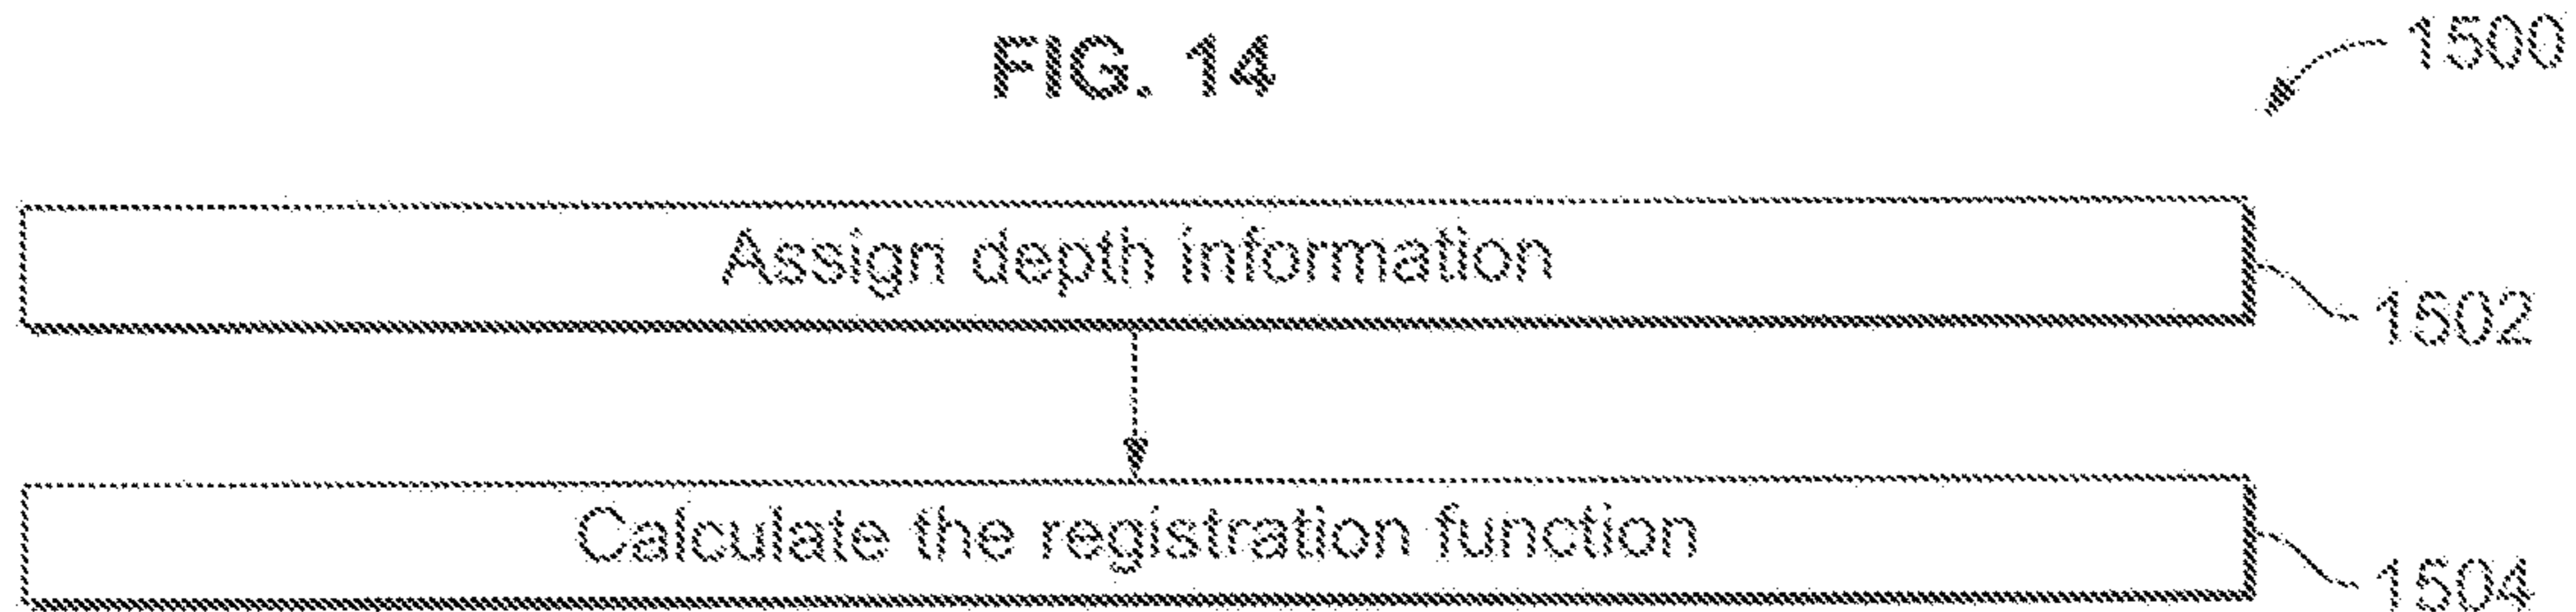 FIG. 14
1500
Assign depth information
1502
Calculate the registration function
1504